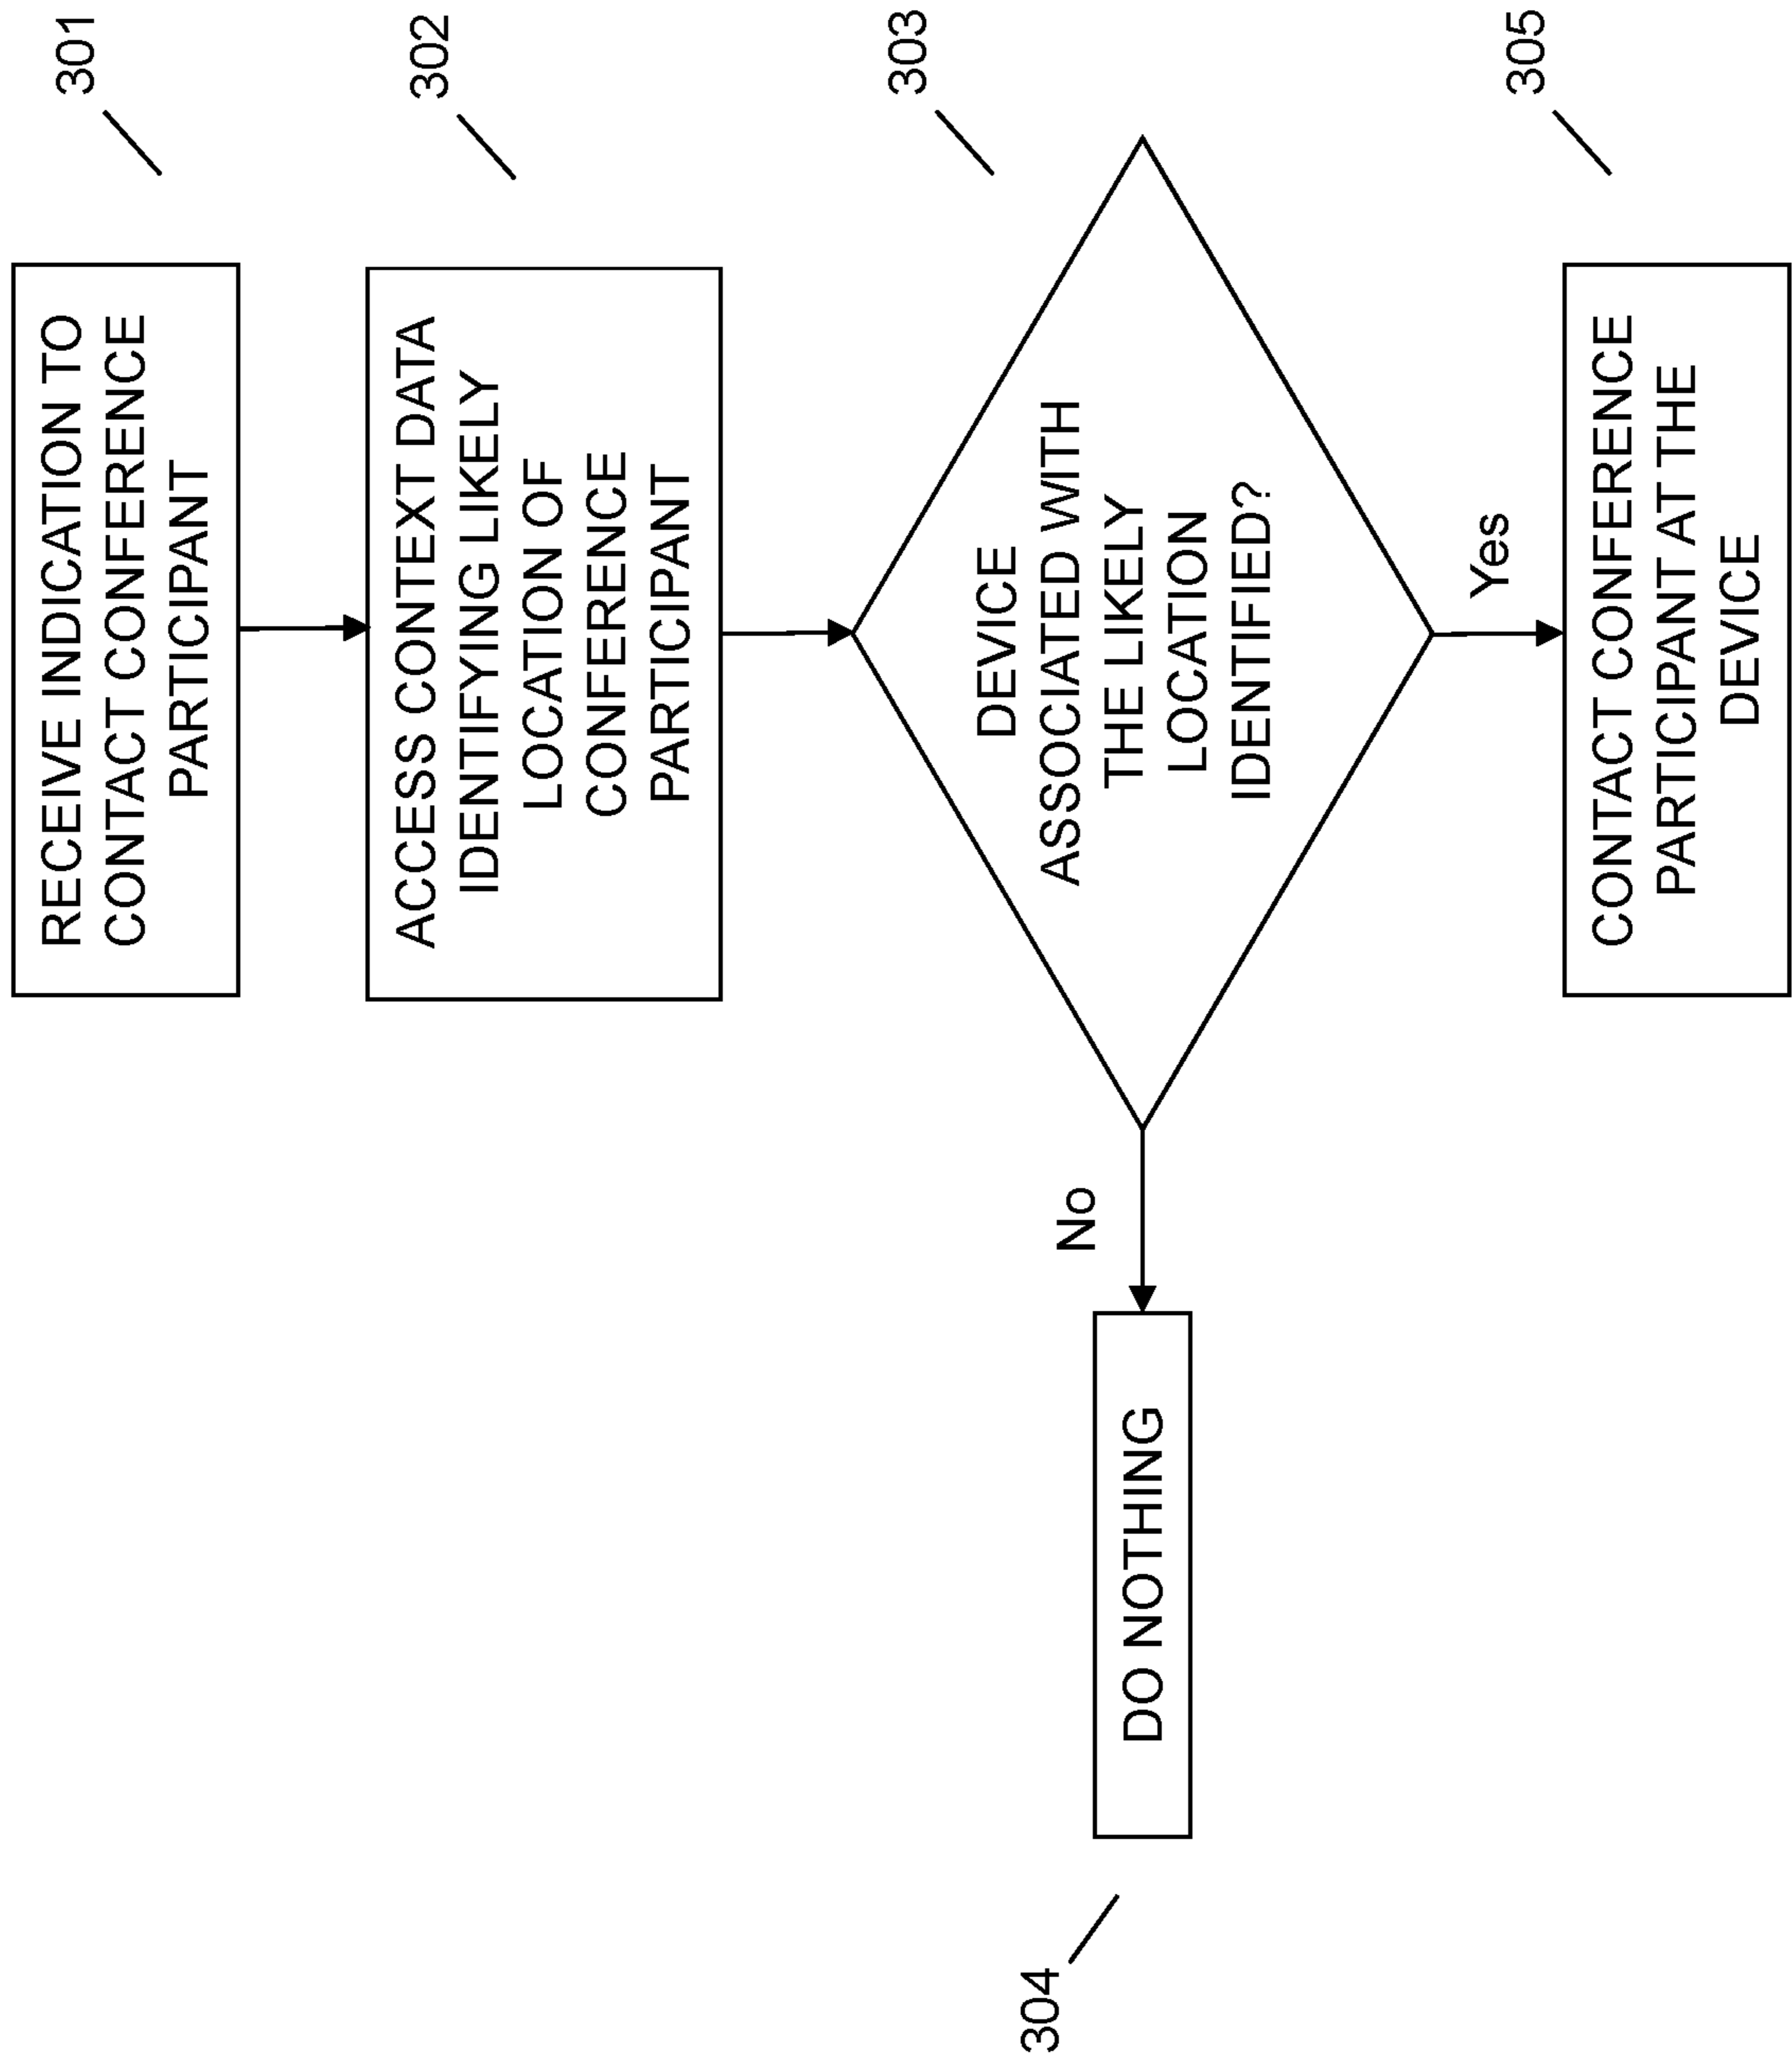 301
RECEIVE INDICATION TO
CONTACT CONFERENCE
PARTICIPANT
302
ACCESS CONTEXT DATA
IDENTIFYING LIKELY
LOCATION OF
CONFERENCE
PARTICIPANT
303
DEVICE
ASSOCIATED WITH
THE LIKELY
LOCATION
IDENTIFIED?
No
304
DO NOTHING
Yes
305
CONTACT CONFERENCE
PARTICIPANT AT THE
DEVICE